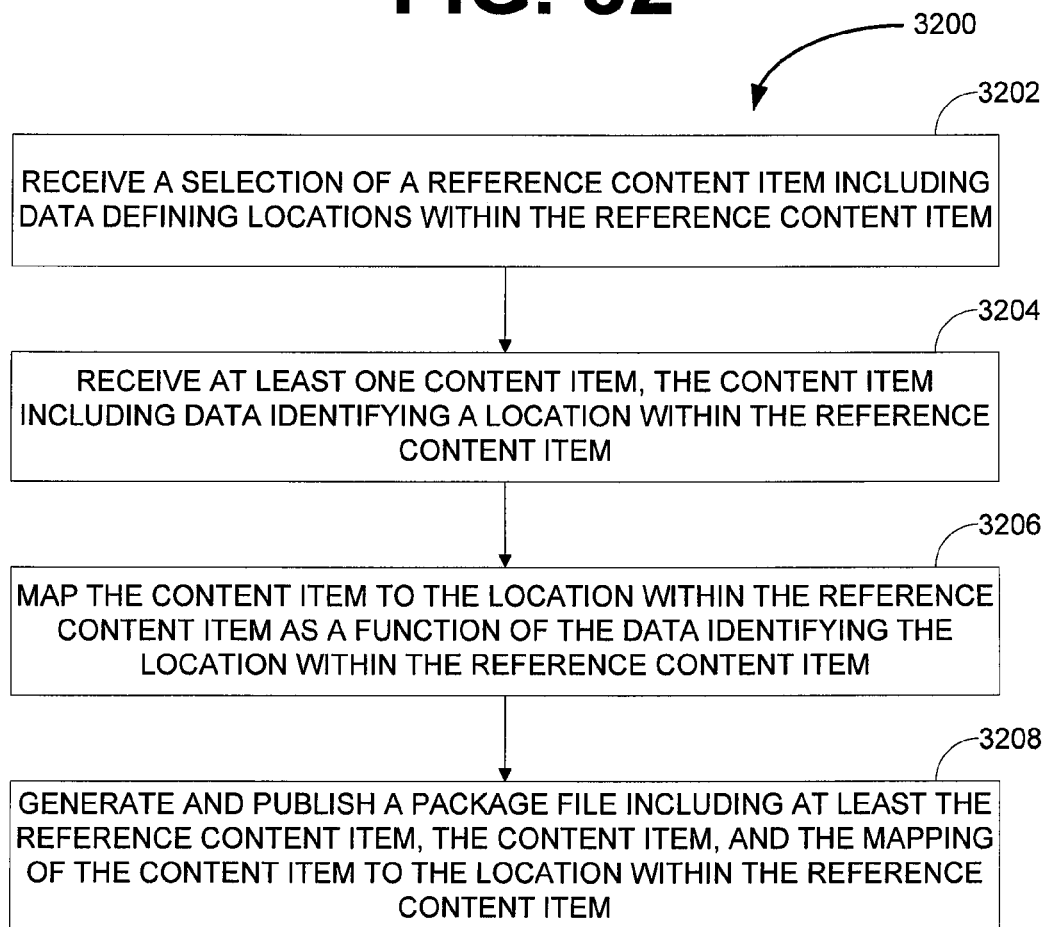 FIG. 32
3200
3202
RECEIVE A SELECTION OF A REFERENCE CONTENT ITEM INCLUDING
DATA DEFINING LOCATIONS WITHIN THE REFERENCE CONTENT ITEM
3204
RECEIVE AT LEAST ONE CONTENT ITEM, THE CONTENT ITEM
INCLUDING DATA IDENTIFYING A LOCATION WITHIN THE REFERENCE
CONTENT ITEM
3206
MAP THE CONTENT ITEM TO THE LOCATION WITHIN THE REFERENCE
CONTENT ITEM AS A FUNCTION OF THE DATA IDENTIFYING THE
LOCATION WITHIN THE REFERENCE CONTENT ITEM
3208
GENERATE AND PUBLISH A PACKAGE FILE INCLUDING AT LEAST THE
REFERENCE CONTENT ITEM, THE CONTENT ITEM, AND THE MAPPING
OF THE CONTENT ITEM TO THE LOCATION WITHIN THE REFERENCE
CONTENT ITEM